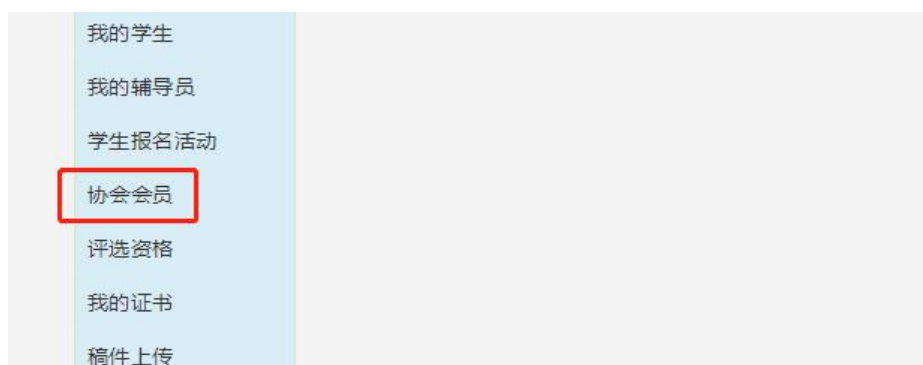 我的学生
我的辅导员
学生报名活动
协会会员
评选资格
我的证书
稿件上传